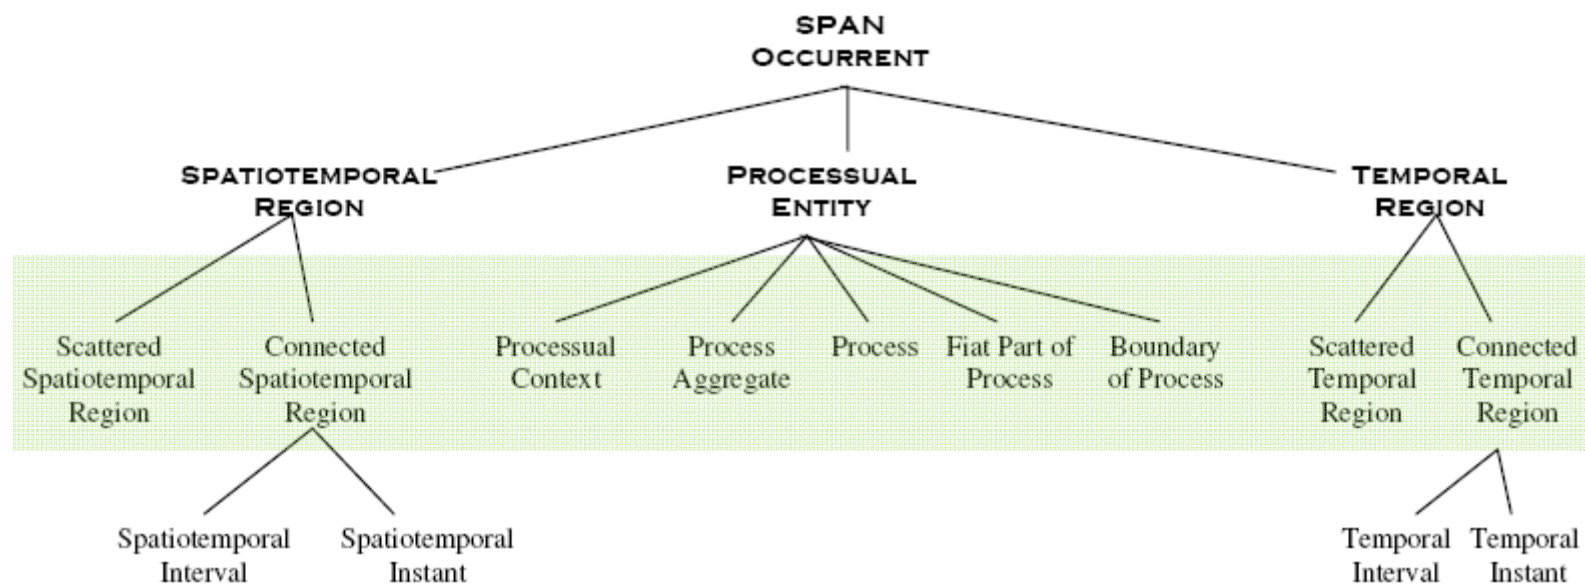 SPAN
OCCURRENT
SPATIOTEMPORAL
REGION
PROCESSUAL
ENTITY
TEMPORAL
REGION
Scattered
Spatiotemporal
Region
Connected
Spatiotemporal
Region
Processual
Context
Process
Aggregate
Process
Fiat Part of
Process
Boundary
of Process
Scattered
Temporal
Region
Connected
Temporal
Region
Spatiotemporal
Interval
Spatiotemporal
Instant
Temporal
Interval
Temporal
Instant